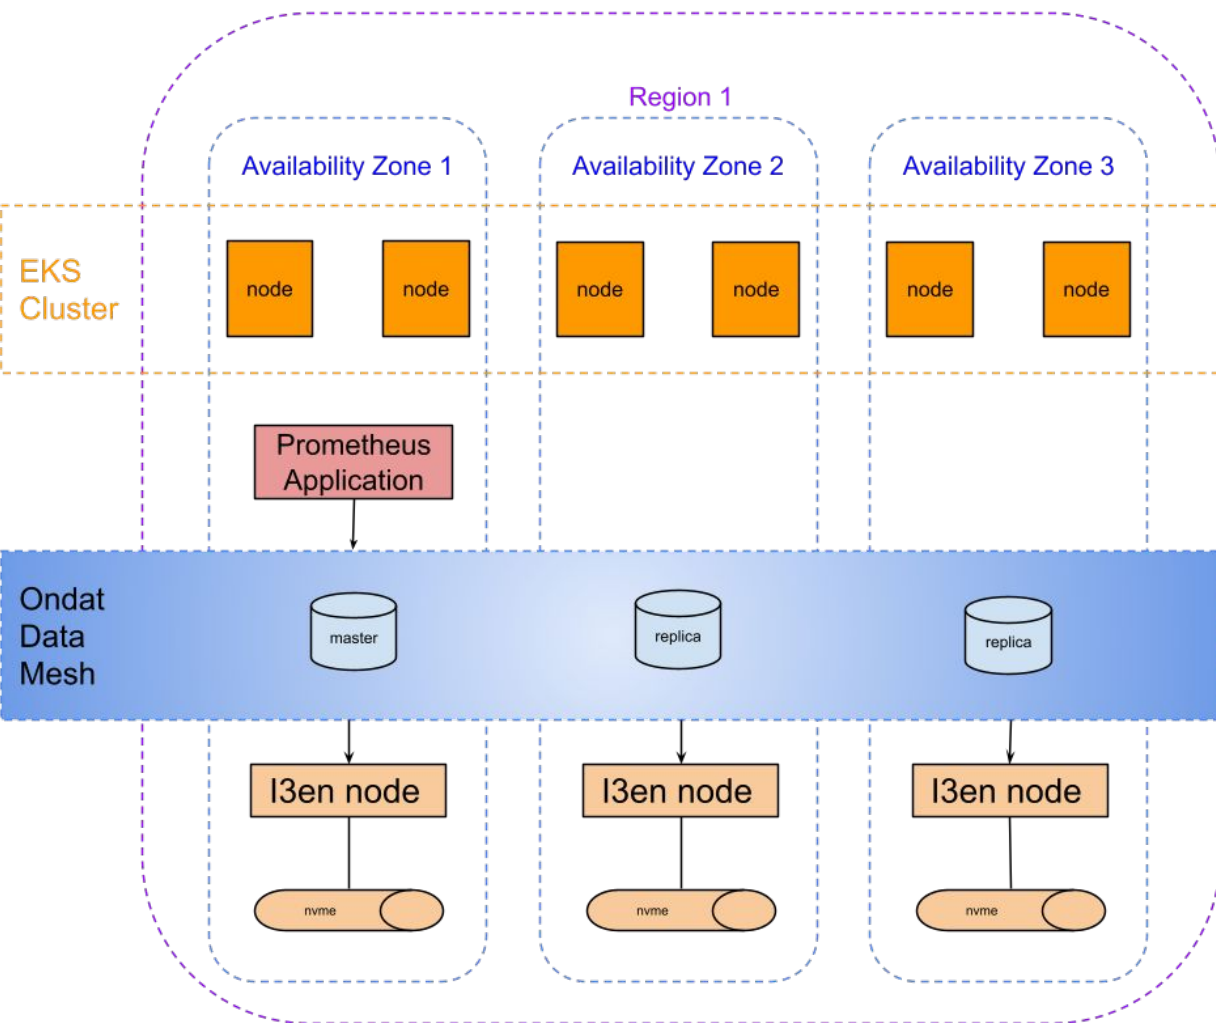 Region 1
Availability Zone 1
Availability Zone 2
Availability Zone 3
EKS
Cluster
node
node
node
node
node
node
Prometheus
Application
Ondat
Data
Mesh
master
replica
replica
I3en node
I3en node
I3en node
nvme
nvme
nvme